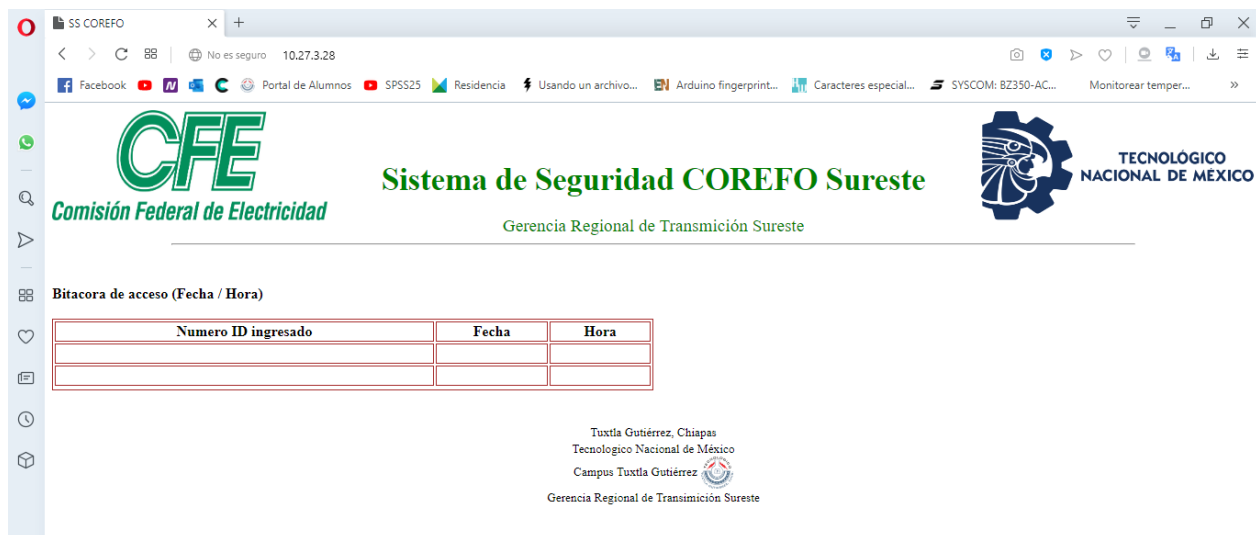 SS COREFO
No es seguro 10.27.3.28
Facebook Portal de Alumnos SPSS25 Residencia Usando un archivo... Arduino fingerprint... Caracteres especial... SYSCOM: BZ350-AC... Monitorear temper... »
CFE
Comisión Federal de Electricidad
Sistema de Seguridad COREFO Sureste
Gerencia Regional de Transmición Sureste
TECNOLÓGICO
NACIONAL DE MÉXICO
Bitacora de acceso (Fecha / Hora)
Numero ID ingresado Fecha Hora
Tuxtla Gutiérrez, Chiapas
Tecnologico Nacional de México
Campus Tuxtla Gutiérrez
Gerencia Regional de Transimición Sureste